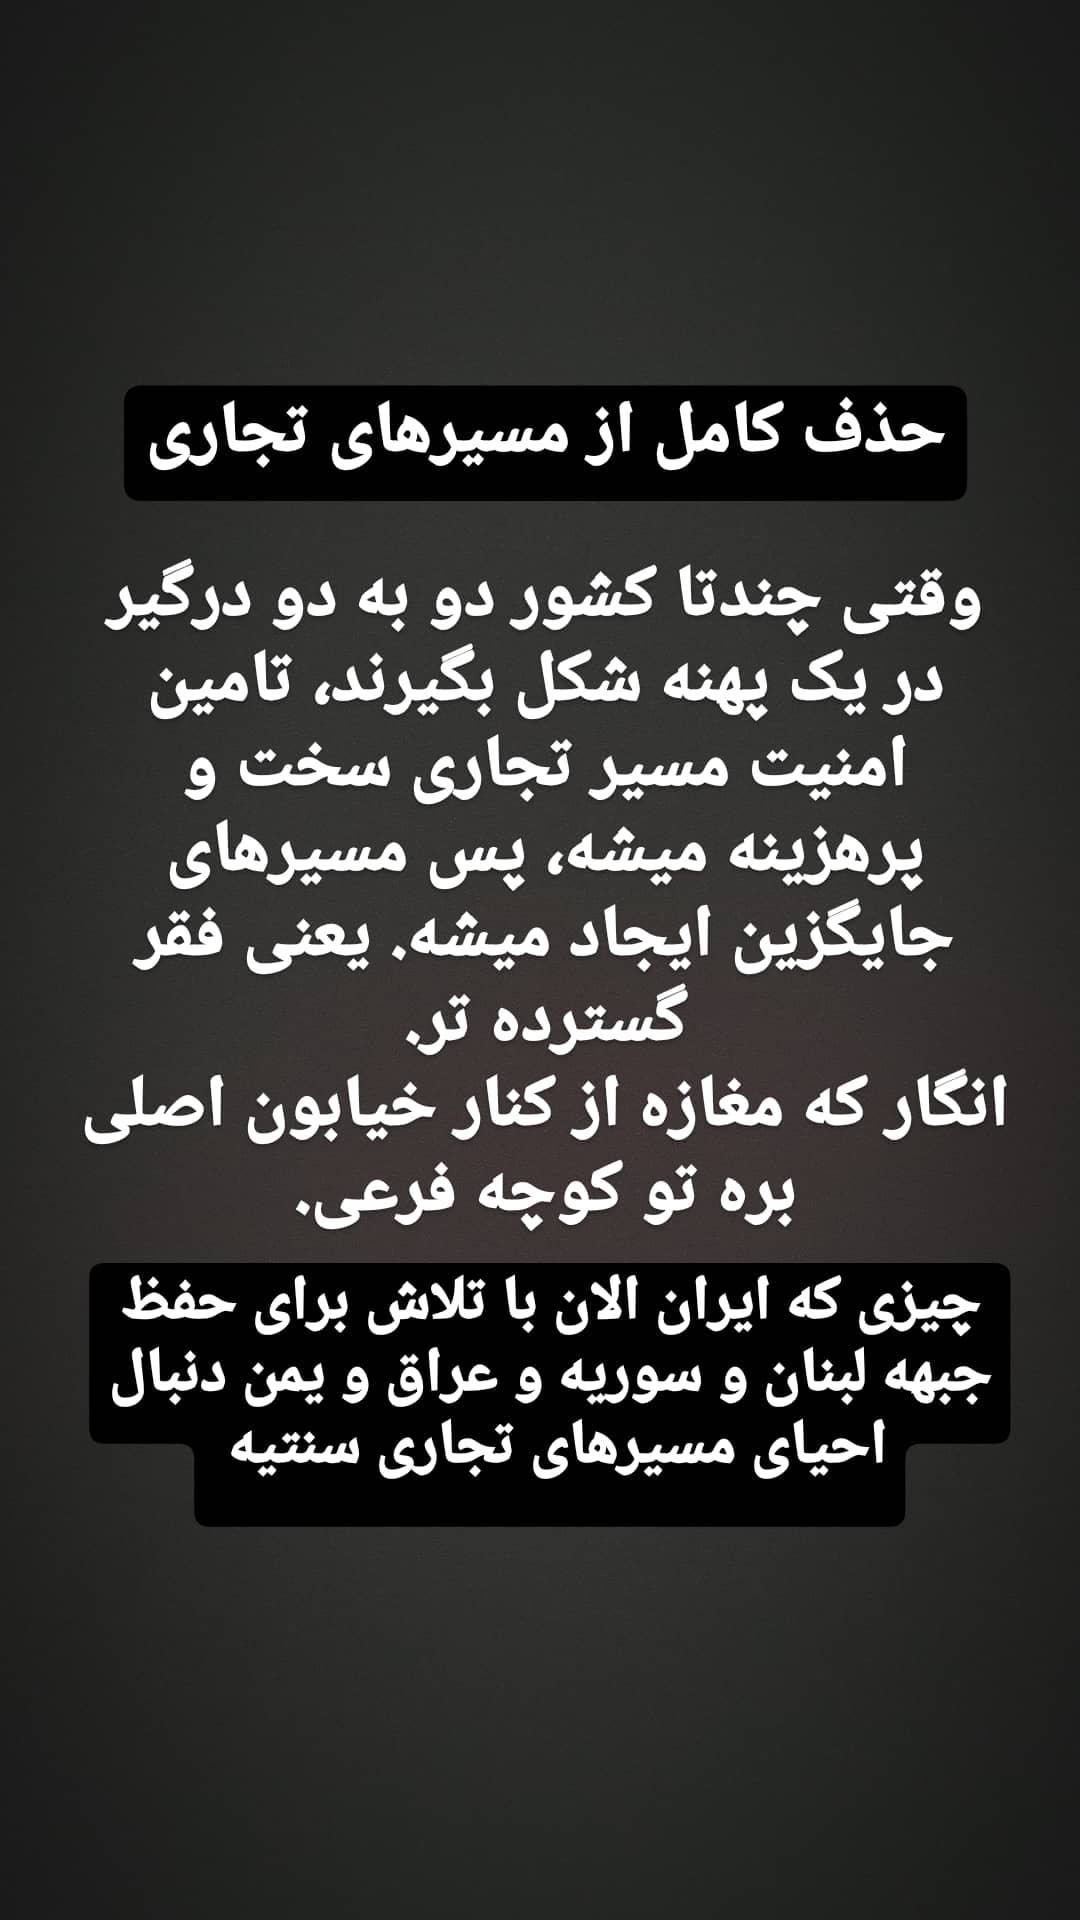 حذف کامل از مسیرهای تجاری
وقتی چندتا کشور دو به دو درگیر
در یک پهنه شکل بگیرند، تامین
امنیت مسیر تجاری سخت و
پرهزینه میشه، پس مسیرهای
جایگزین ایجاد میشه. یعنی فقر
گسترده تر.
انگار که مغازه از کنار خیابون اصلی
بره تو کوچه فرعی.
چیزی که ایران الان با تلاش برای حفظ
جبهه لبنان و سوریه و عراق و یمن دنبال
احیای مسیرهای تجاری سنتیه